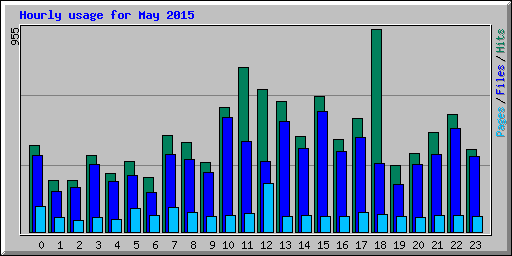 Hourly usage for May 2015
955
Pages/Files/Hits
0 1 2 3 4 5 6 7 8 9 10 11 12 13 14 15 16 17 18 19 20 21 22 23